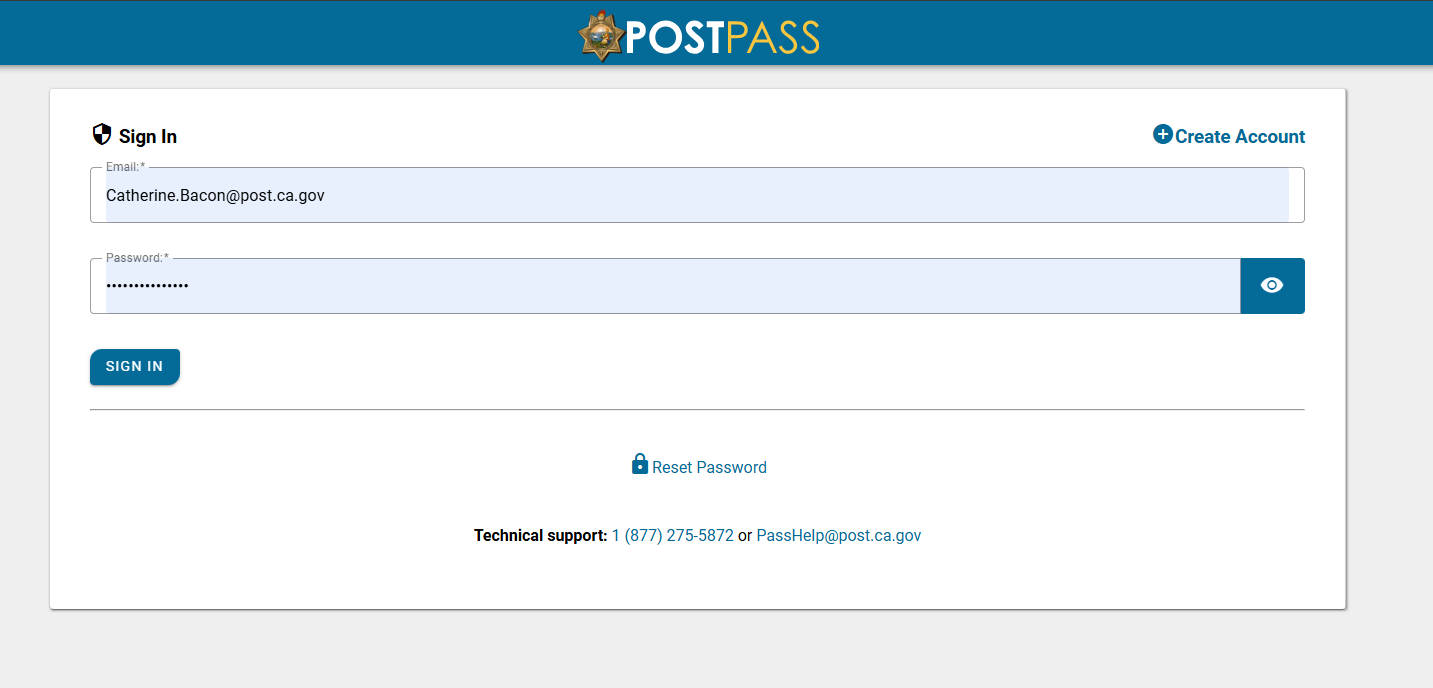 POSTPASS
Sign In
Create Account
Email:*
Catherine.Bacon@post.ca.gov
Password:*
•••••••••••••••
SIGN IN
Reset Password
Technical support: 1 (877) 275-5872 or PassHelp@post.ca.gov